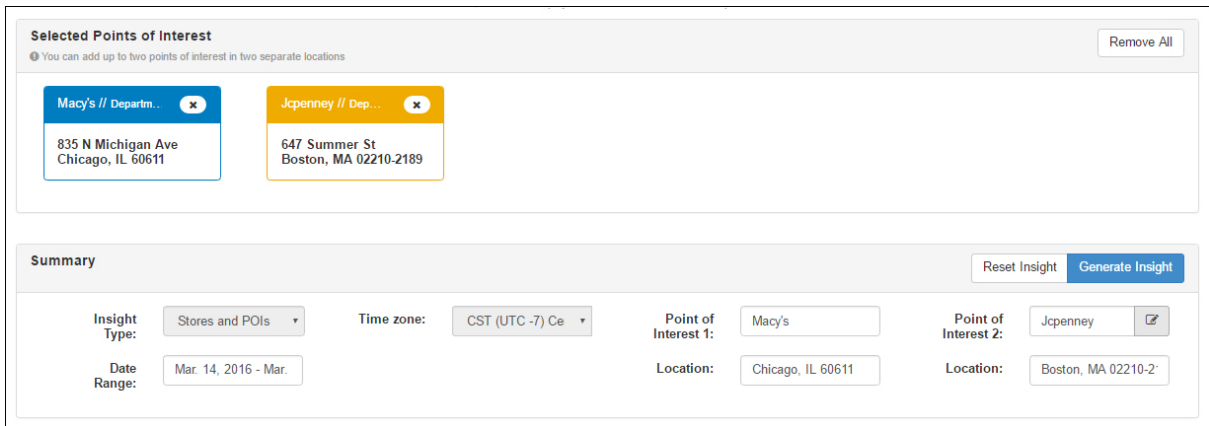 Selected Points of Interest
Remove All
You can add up to two points of interest in two separate locations
Macy's // Departm..
Jcpenney // Dep...
835 N Michigan Ave
Chicago, IL 60611
647 Summer St
Boston, MA 02210-2189
Summary
Reset Insight
Generate Insight
Insight
Type:
Stores and POIs
Time zone:
CST (UTC -7) Ce
Point of
Interest 1:
Macy's
Point of
Interest 2:
Jcpenney
Date
Range:
Mar. 14, 2016 - Mar.
Location:
Chicago, IL 60611
Location:
Boston, MA 02210-2